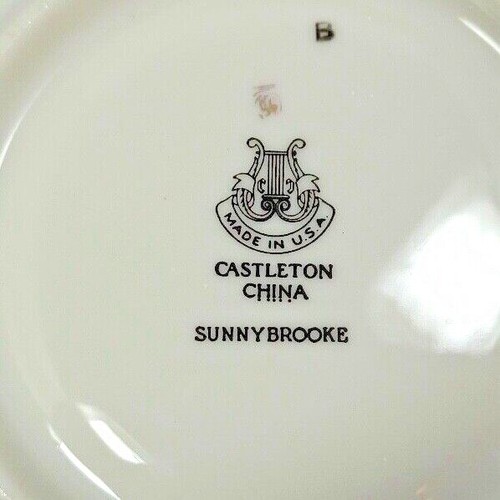 B
MADE IN U.S.A.
CASTLETON
CHINA
SUNNYBROOKE